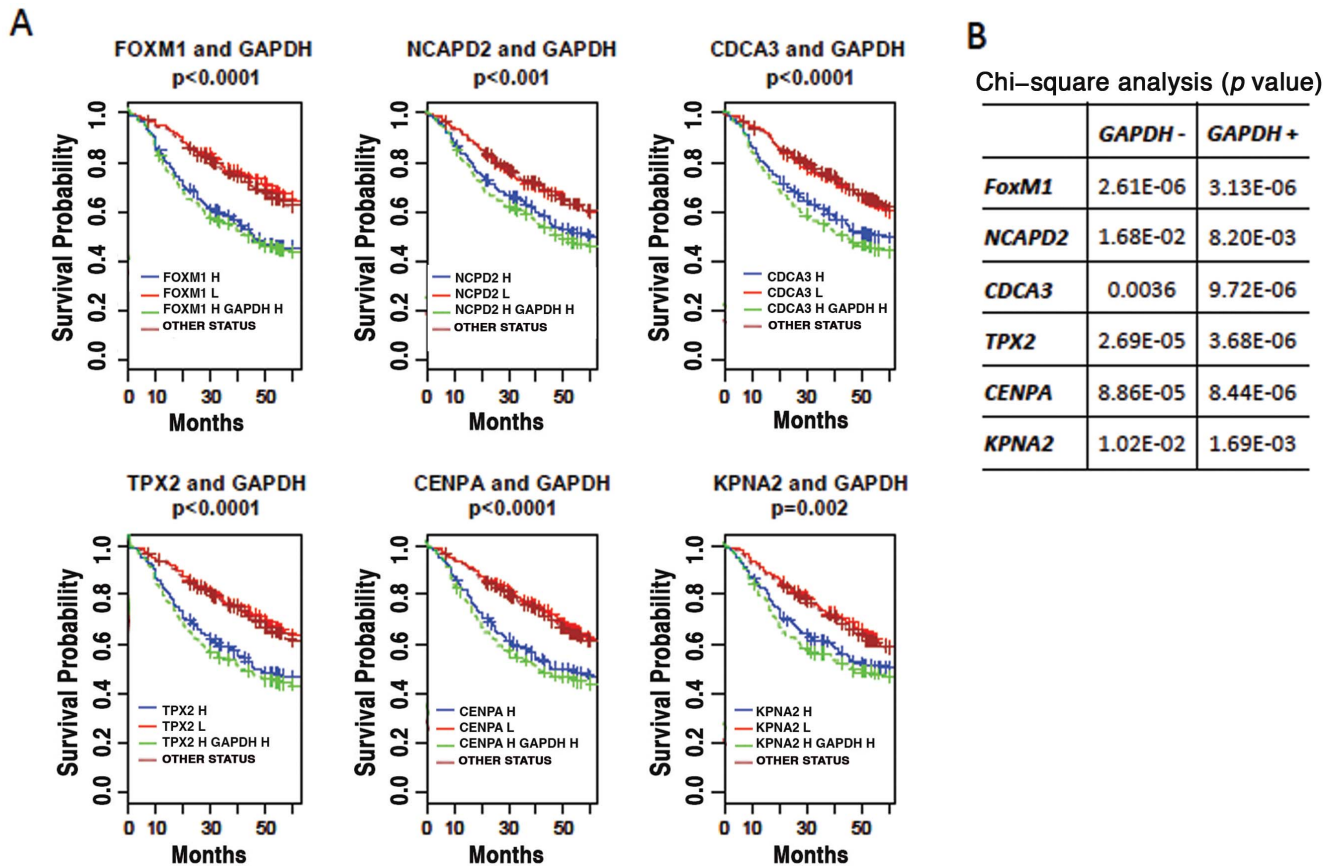 A
FOXM1 and GAPDH
p<0.0001
Survival Probability
1.0
0.8
0.6
0.4
0.2
0.0
FOXM1 H
FOXM1 L
FOXM1 H GAPDH H
OTHER STATUS
0 10 30 50
Months
NCAPD2 and GAPDH
p<0.001
Survival Probability
1.0
0.8
0.6
0.4
0.2
0.0
NCPD2 H
NCPD2 L
NCPD2 H GAPDH H
OTHER STATUS
0 10 30 50
Months
CDCA3 and GAPDH
p<0.0001
Survival Probability
1.0
0.8
0.6
0.4
0.2
0.0
CDCA3 H
CDCA3 L
CDCA3 H GAPDH H
OTHER STATUS
0 10 30 50
Months
TPX2 and GAPDH
p<0.0001
Survival Probability
1.0
0.8
0.6
0.4
0.2
0.0
TPX2 H
TPX2 L
TPX2 H GAPDH H
OTHER STATUS
0 10 30 50
Months
CENPA and GAPDH
p<0.0001
Survival Probability
1.0
0.8
0.6
0.4
0.2
0.0
CENPA H
CENPA L
CENPA H GAPDH H
OTHER STATUS
0 10 30 50
Months
KPNA2 and GAPDH
p=0.002
Survival Probability
1.0
0.8
0.6
0.4
0.2
0.0
KPNA2 H
KPNA2 L
KPNA2 H GAPDH H
OTHER STATUS
0 10 30 50
Months
B
Chi–square analysis (p value)
GAPDH - GAPDH +
FoxM1 2.61E-06 3.13E-06
NCAPD2 1.68E-02 8.20E-03
CDCA3 0.0036 9.72E-06
TPX2 2.69E-05 3.68E-06
CENPA 8.86E-05 8.44E-06
KPNA2 1.02E-02 1.69E-03